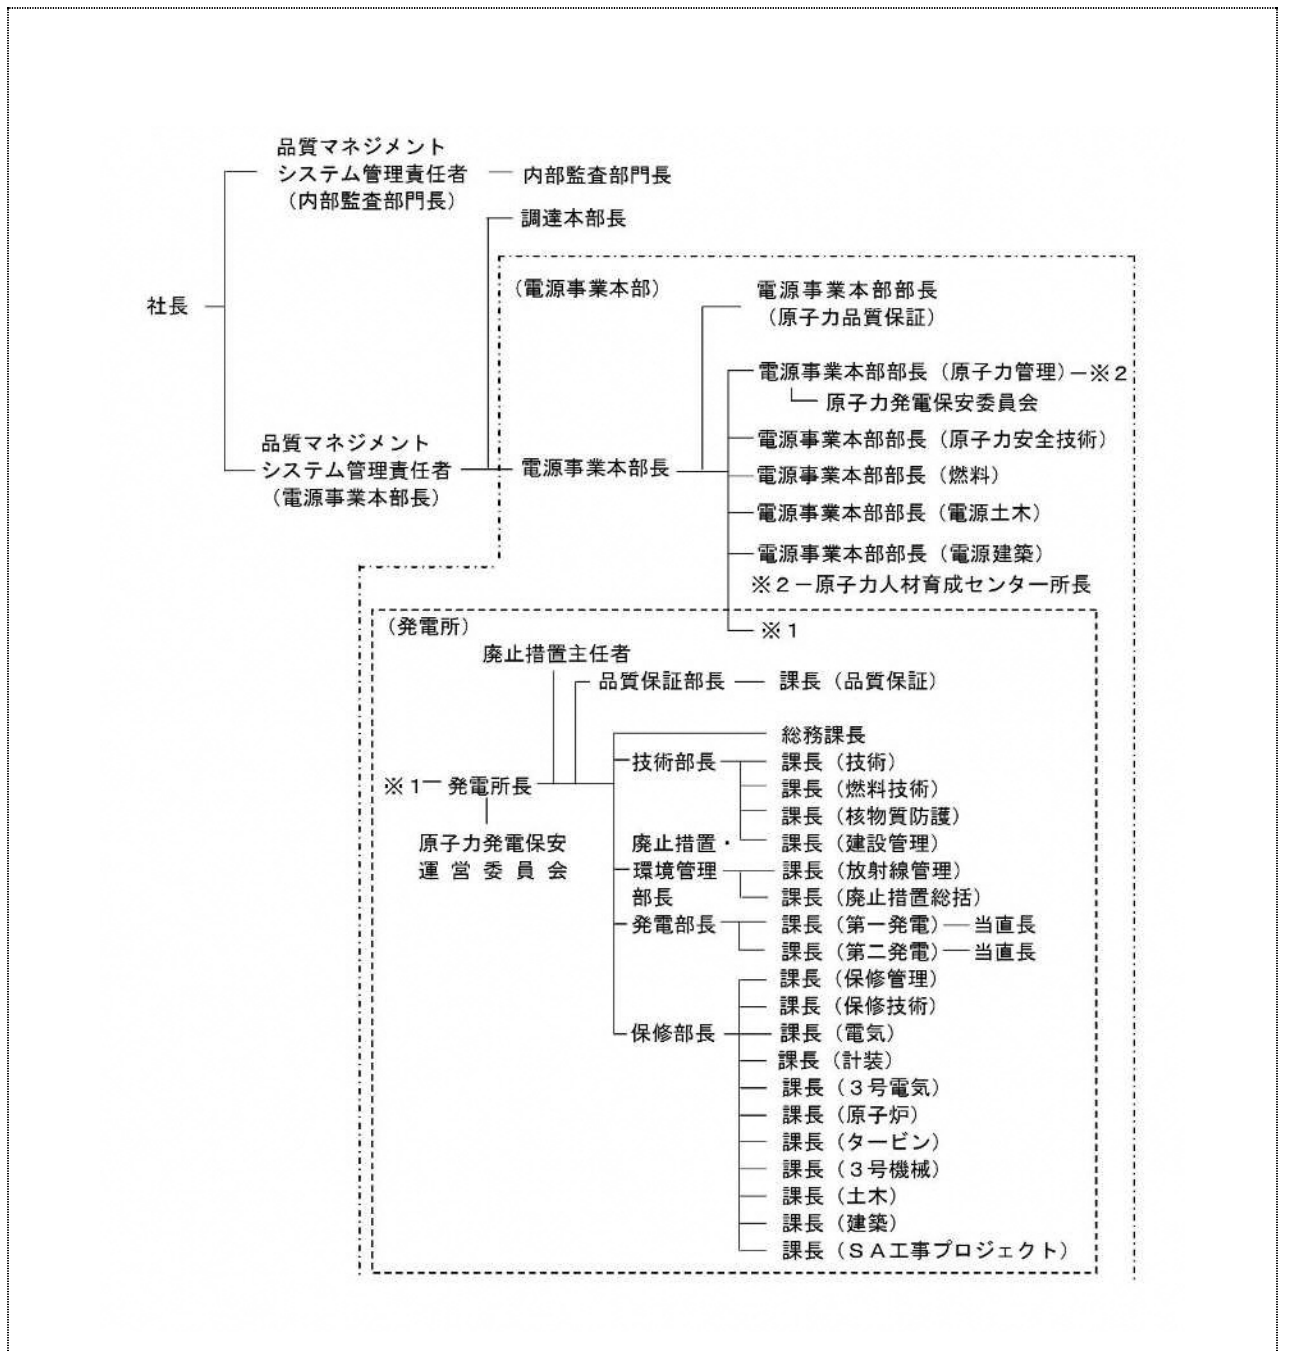 品質マネジメント
システム管理責任者
(内部監査部門長)
内部監査部門長
調達本部長
社長
品質マネジメント
システム管理責任者
(電源事業本部長)
(電源事業本部)
電源事業本部長
電源事業本部部長
(原子力品質保証)
電源事業本部部長(原子力管理)-※2
原子力発電保安委員会
電源事業本部部長(原子力安全技術)
電源事業本部部長(燃料)
電源事業本部部長(電源土木)
電源事業本部部長(電源建築)
※2-原子力人材育成センター所長
※1
(発電所)
廃止措置主任者
品質保証部長
課長(品質保証)
※1-発電所長
原子力発電保安
運営委員会
総務課長
技術部長
課長(技術)
課長(燃料技術)
課長(核物質防護)
課長(建設管理)
廃止措置・
環境管理
部長
課長(放射線管理)
課長(廃止措置総括)
発電部長
課長(第一発電)
当直長
課長(第二発電)
当直長
保修部長
課長(保修管理)
課長(保修技術)
課長(電気)
課長(計装)
課長(3号電気)
課長(原子炉)
課長(タービン)
課長(3号機械)
課長(土木)
課長(建築)
課長(SA工事プロジェクト)